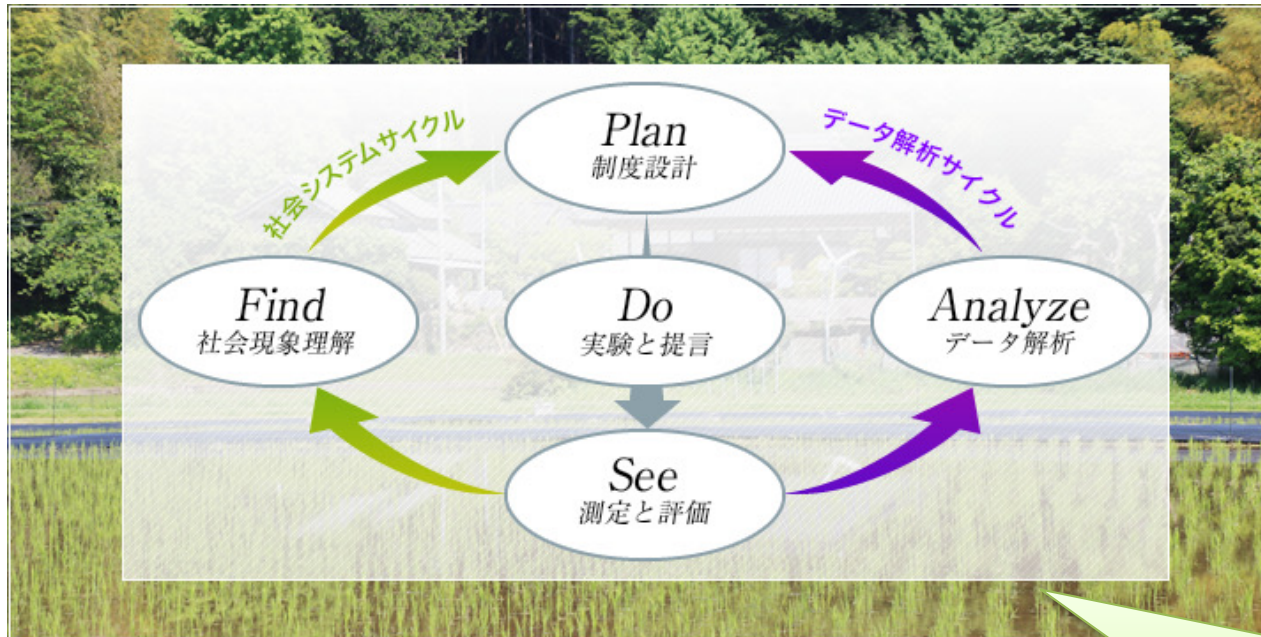 社会システムサイクル
データ解析サイクル
Plan
制度設計
Find
社会現象理解
Do
実験と提言
Analyze
データ解析
See
測定と評価